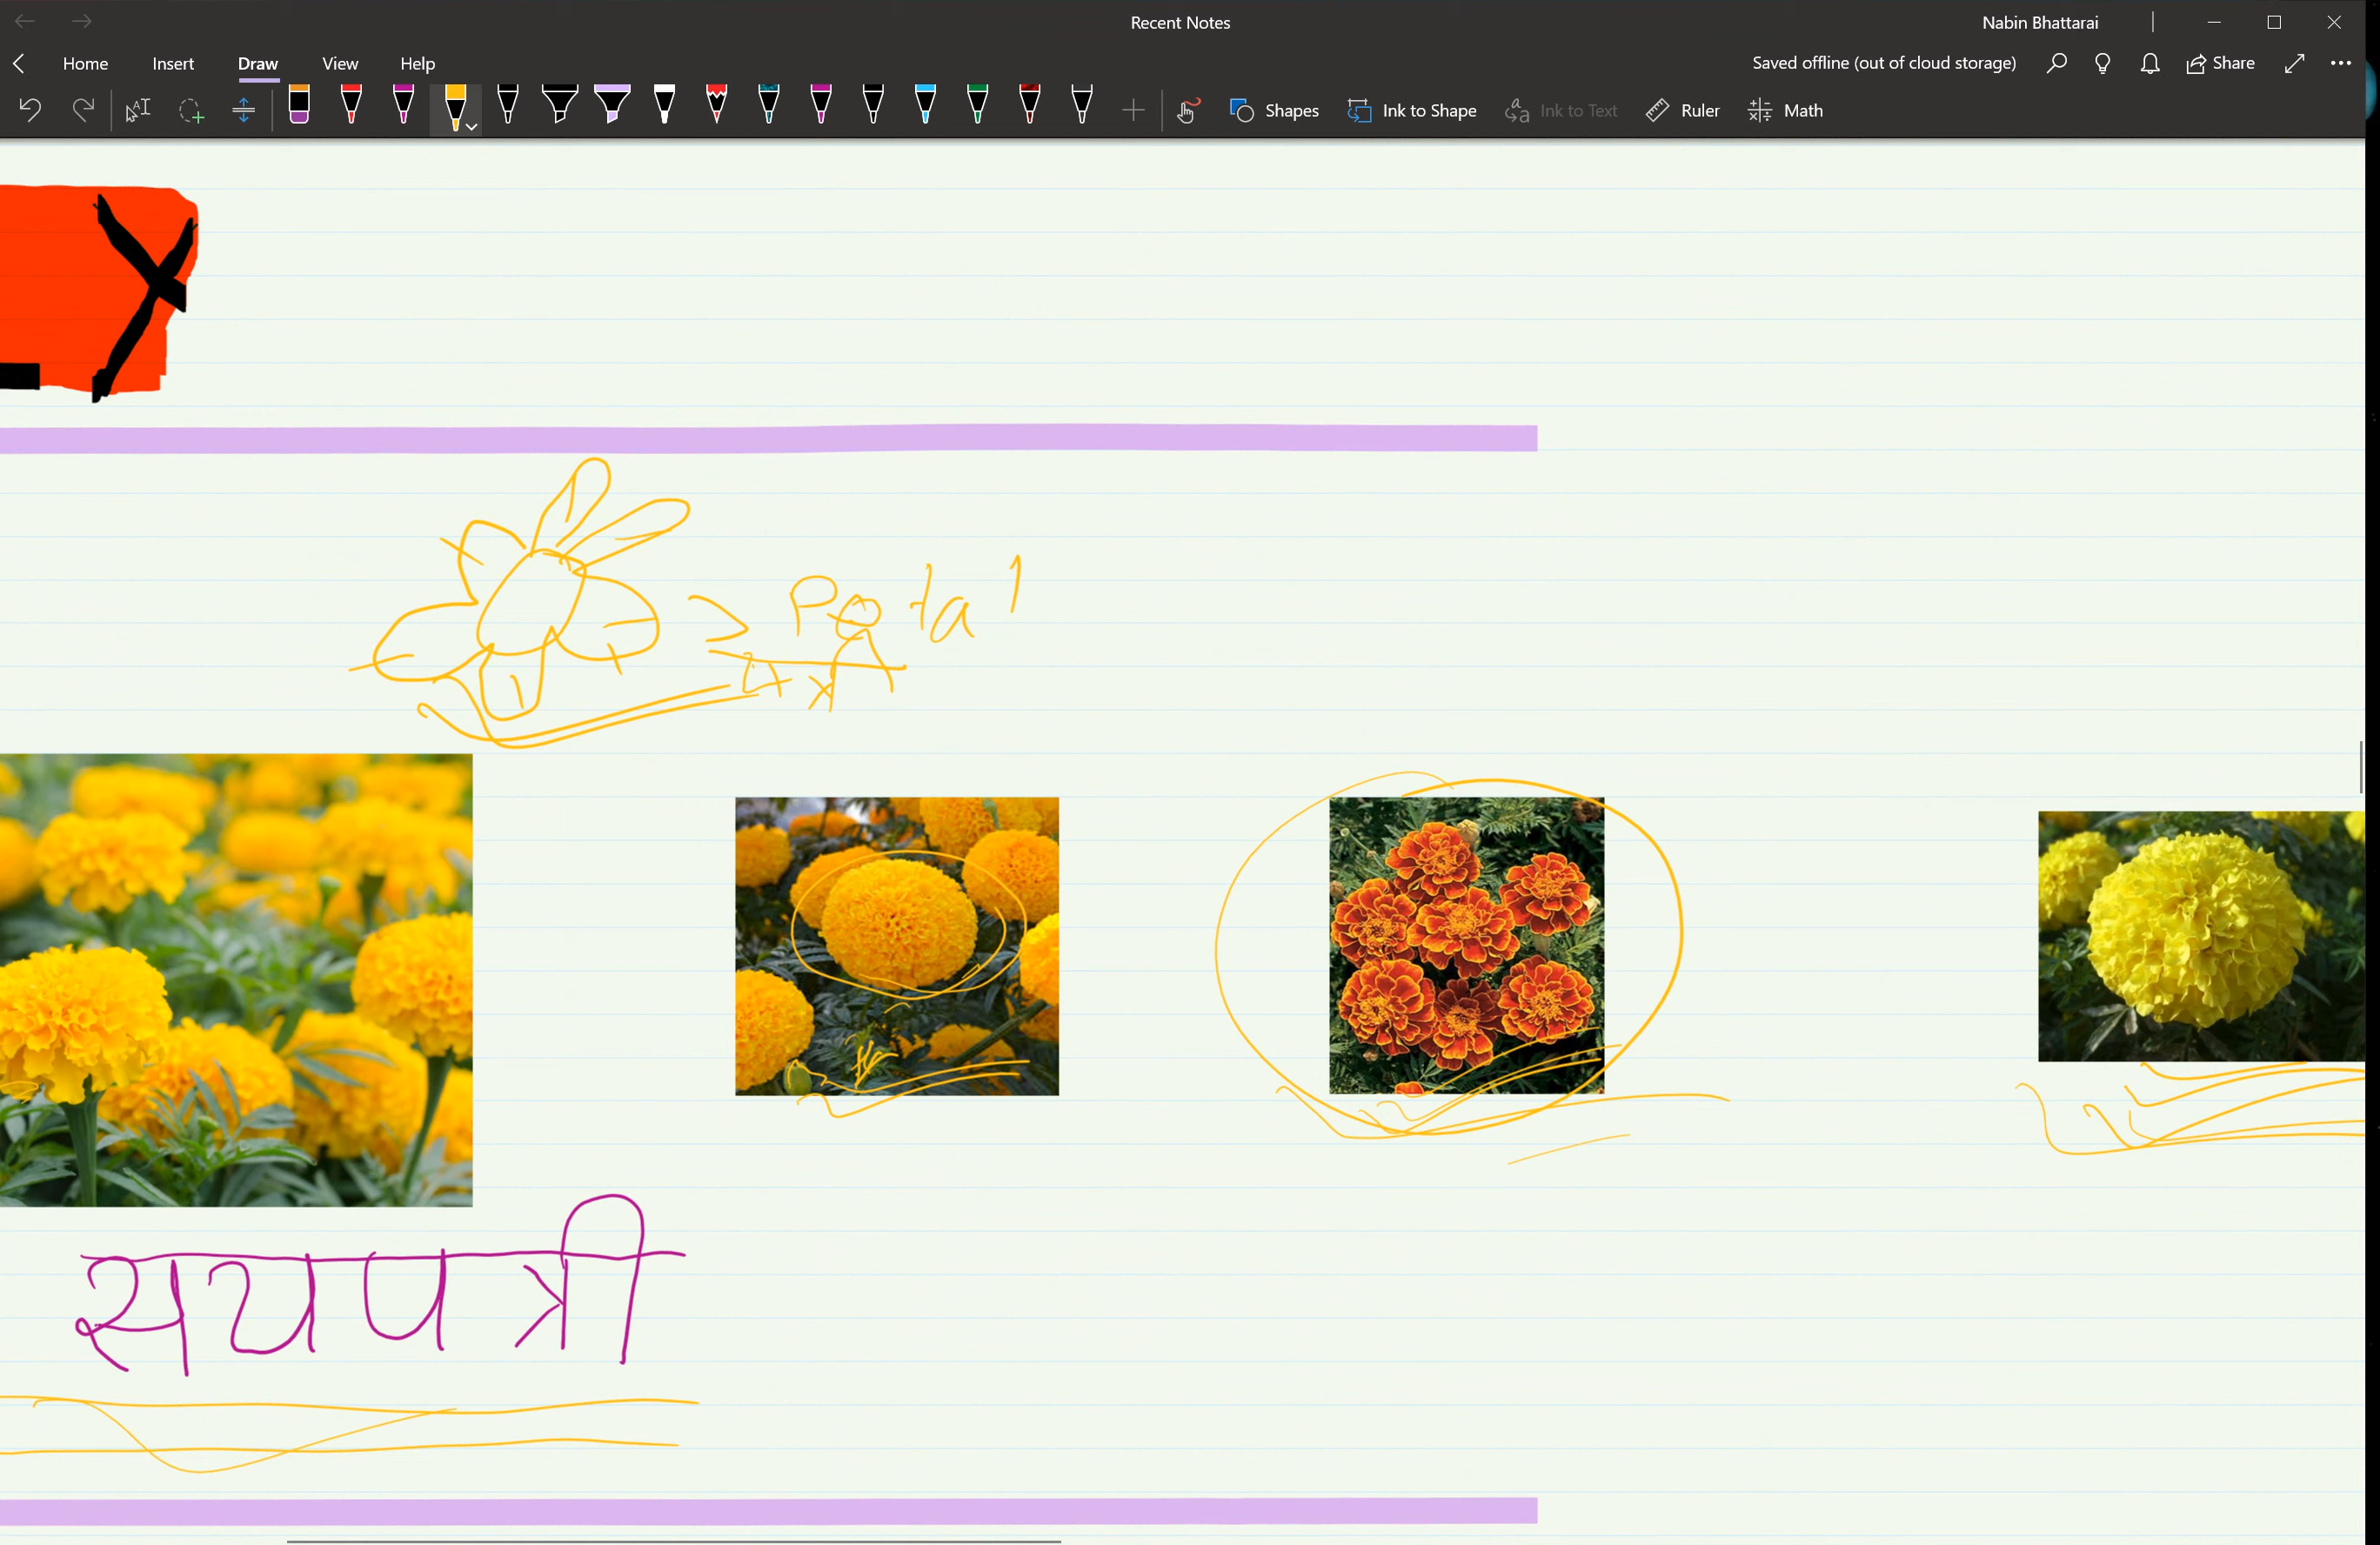 Recent Notes
Nabin Bhattarai
Home Insert Draw View Help
Saved offline (out of cloud storage)
Share
Shapes
Ink to Shape
Ink to Text
Ruler
Math
Petal
सयपत्री